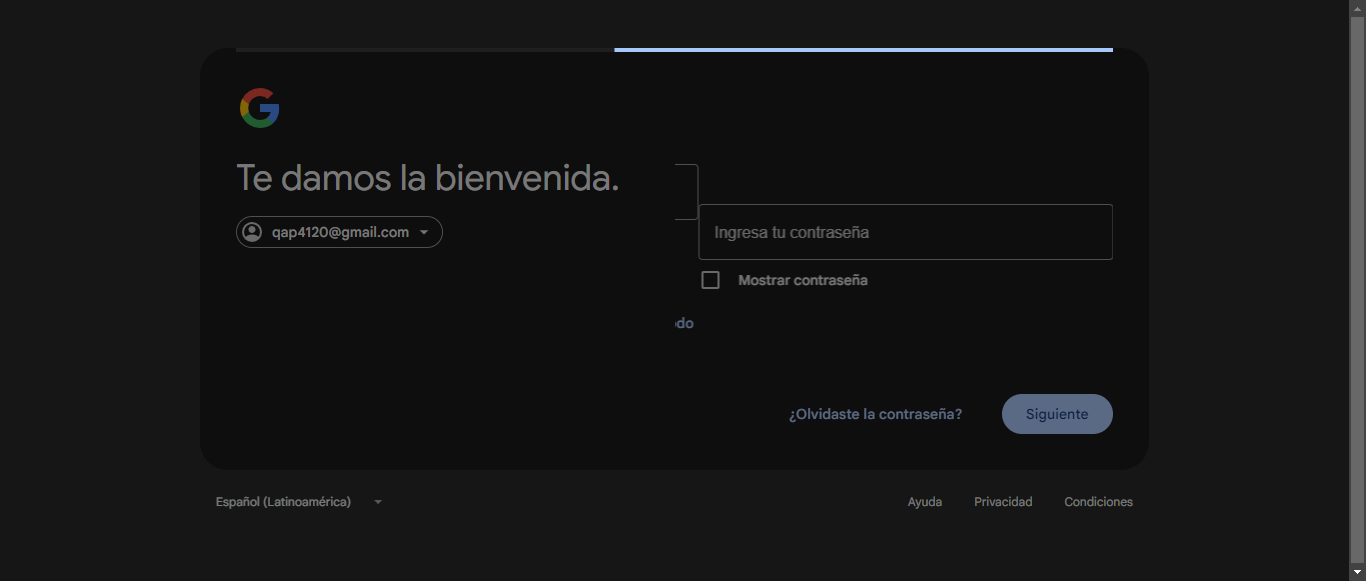 Te damos la bienvenida.
qap4120@gmail.com
Ingresa tu contraseña
Mostrar contraseña
do
¿Olvidaste la contraseña?
Siguiente
Español (Latinoamérica)
Ayuda
Privacidad
Condiciones